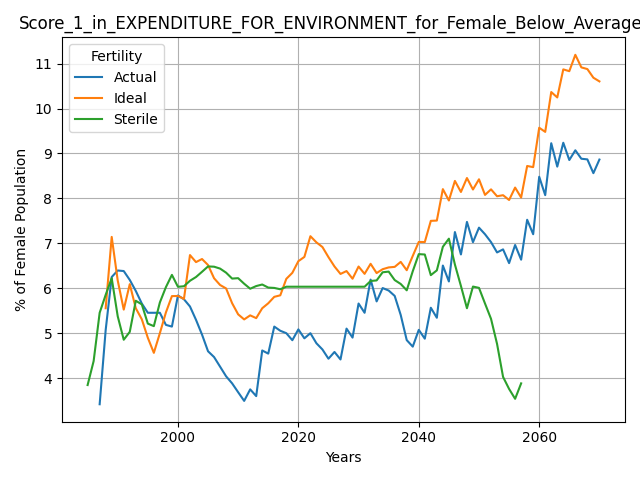 Score_1_in_EXPENDITURE_FOR_ENVIRONMENT_for_Female_Below_Average
Fertility
Actual
Ideal
Sterile
% of Female Population
11
10
9
8
7
6
5
4
2000
2020
2040
2060
Years